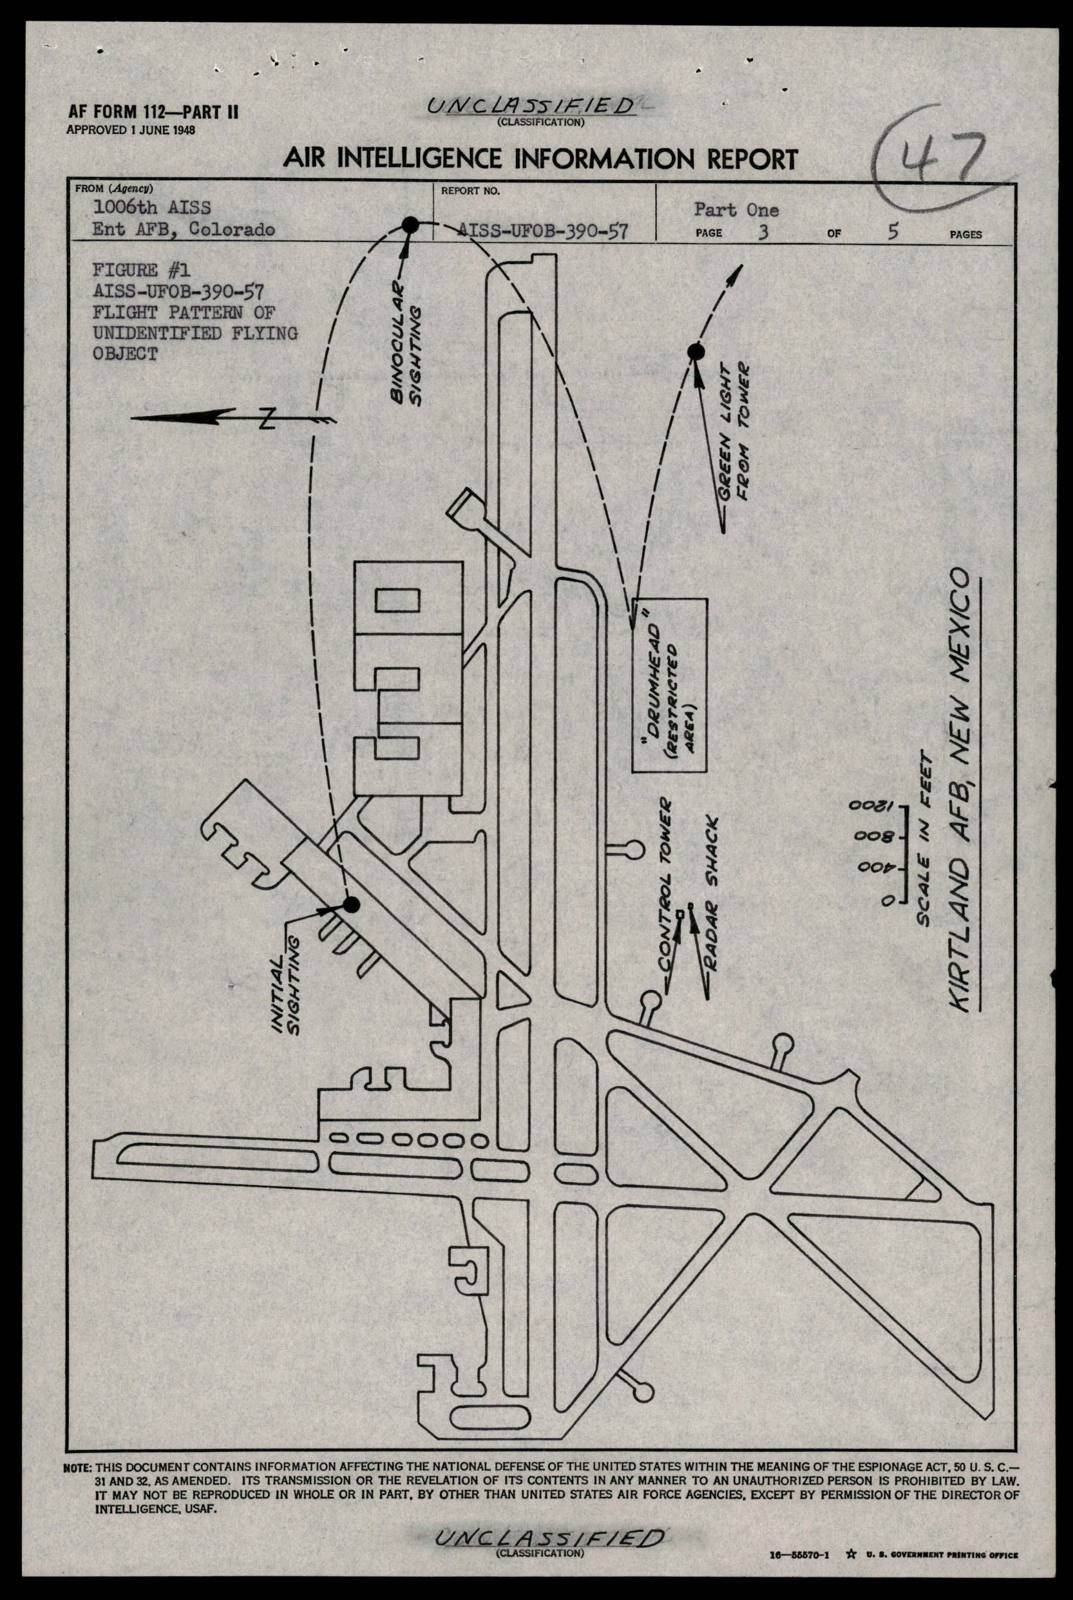 AF FORM 112—PART II
APPROVED 1 JUNE 1948
UNCLASSIFIED
(CLASSIFICATION)
47
AIR INTELLIGENCE INFORMATION REPORT
FROM (Agency)
1006th AISS
Ent AFB, Colorado
REPORT NO.
AISS-UFOB-390-57
Part One
PAGE 3 OF 5 PAGES
FIGURE #1
AISS-UFOB-390-57
FLIGHT PATTERN OF
UNIDENTIFIED FLYING
OBJECT
BINOCULAR
SIGHTING
N
GREEN LIGHT
FROM TOWER
"DRUMHEAD"
(RESTRICTED
AREA)
INITIAL
SIGHTING
CONTROL TOWER
RADAR SHACK
0 400 800 1200
SCALE IN FEET
KIRTLAND AFB, NEW MEXICO
NOTE: THIS DOCUMENT CONTAINS INFORMATION AFFECTING THE NATIONAL DEFENSE OF THE UNITED STATES WITHIN THE MEANING OF THE ESPIONAGE ACT, 50 U. S. C.—
31 AND 32, AS AMENDED. ITS TRANSMISSION OR THE REVELATION OF ITS CONTENTS IN ANY MANNER TO AN UNAUTHORIZED PERSON IS PROHIBITED BY LAW.
IT MAY NOT BE REPRODUCED IN WHOLE OR IN PART, BY OTHER THAN UNITED STATES AIR FORCE AGENCIES, EXCEPT BY PERMISSION OF THE DIRECTOR OF
INTELLIGENCE, USAF.
UNCLASSIFIED
(CLASSIFICATION)
16—55570-1 ☆ U. S. GOVERNMENT PRINTING OFFICE